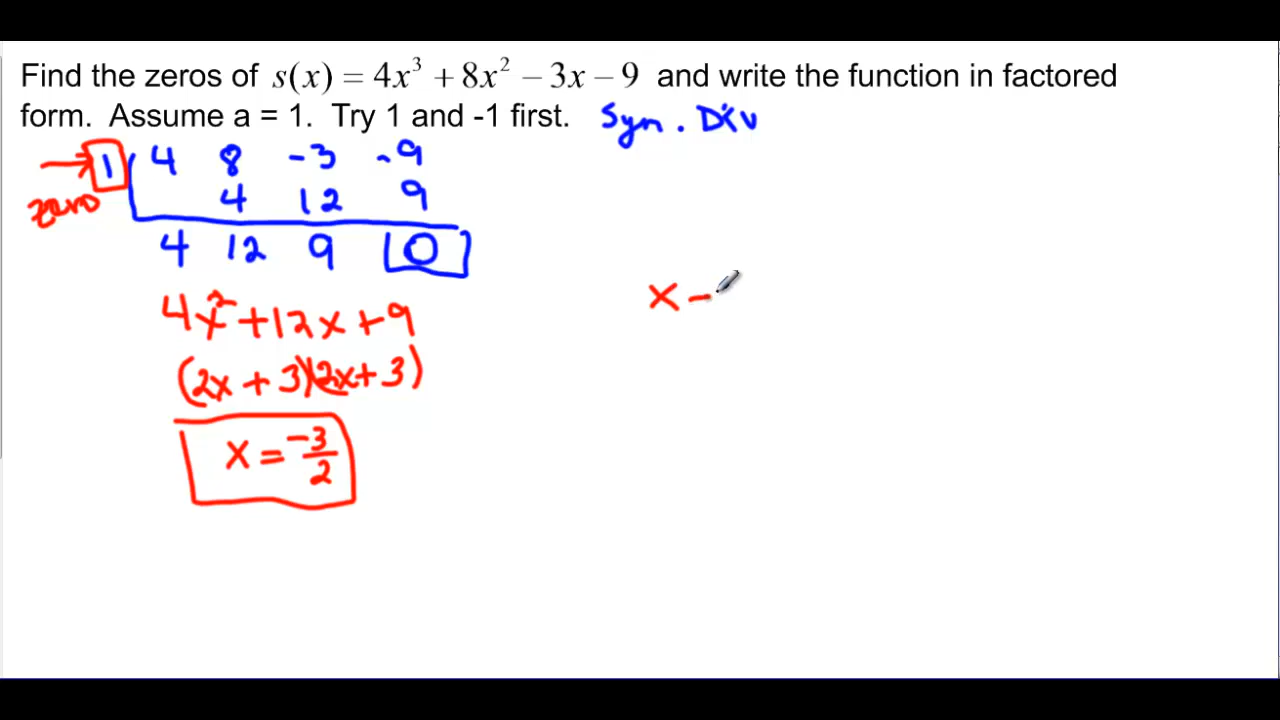 Find the zeros of s(x) = 4x³ + 8x² – 3x – 9 and write the function in factored
form. Assume a = 1. Try 1 and -1 first. Syn. Div
1 4 8 -3 -9
zero 4 12 9
4 12 9 0
4x² + 12x + 9
(2x + 3)(2x + 3)
x -
x = -3/2